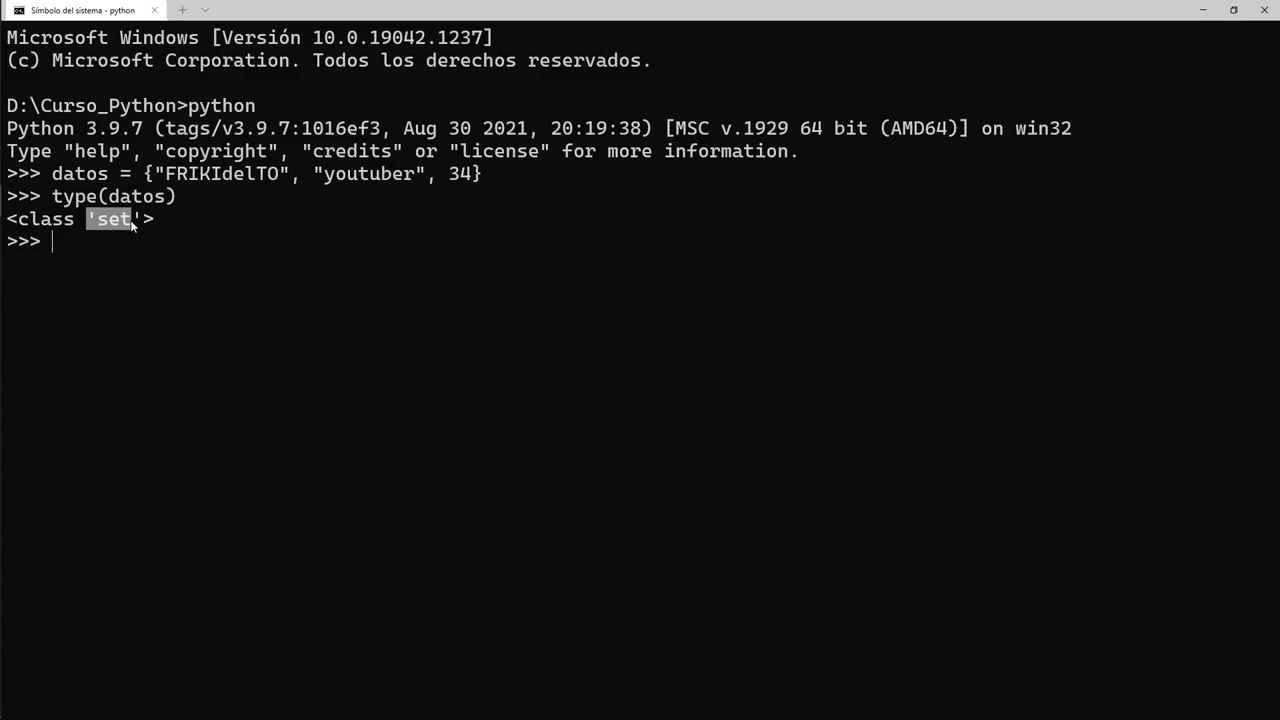 Símbolo del sistema - python
Microsoft Windows [Versión 10.0.19042.1237]
(c) Microsoft Corporation. Todos los derechos reservados.
D:\Curso_Python>python
Python 3.9.7 (tags/v3.9.7:1016ef3, Aug 30 2021, 20:19:38) [MSC v.1929 64 bit (AMD64)] on win32
Type "help", "copyright", "credits" or "license" for more information.
>>> datos = {"FRIKIdelTO", "youtuber", 34}
>>> type(datos)
<class 'set'>
>>>